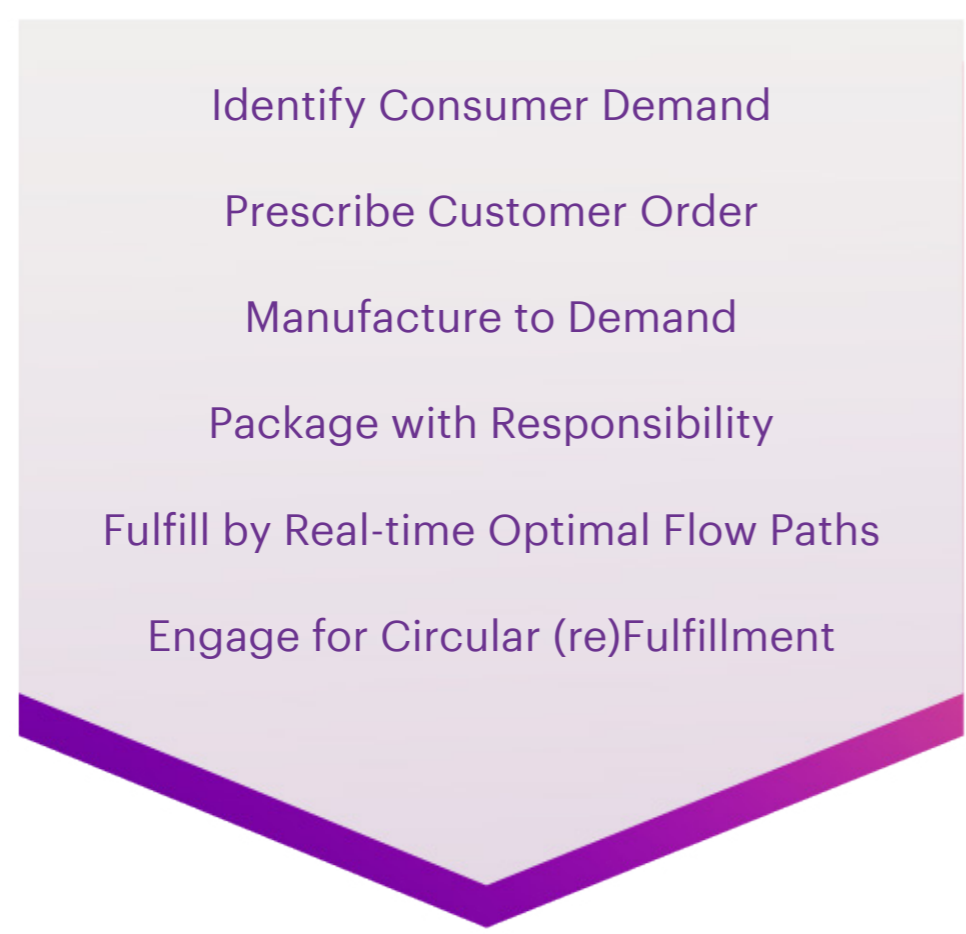 Identify Consumer Demand
Prescribe Customer Order
Manufacture to Demand
Package with Responsibility
Fulfill by Real-time Optimal Flow Paths
Engage for Circular (re)Fulfillment